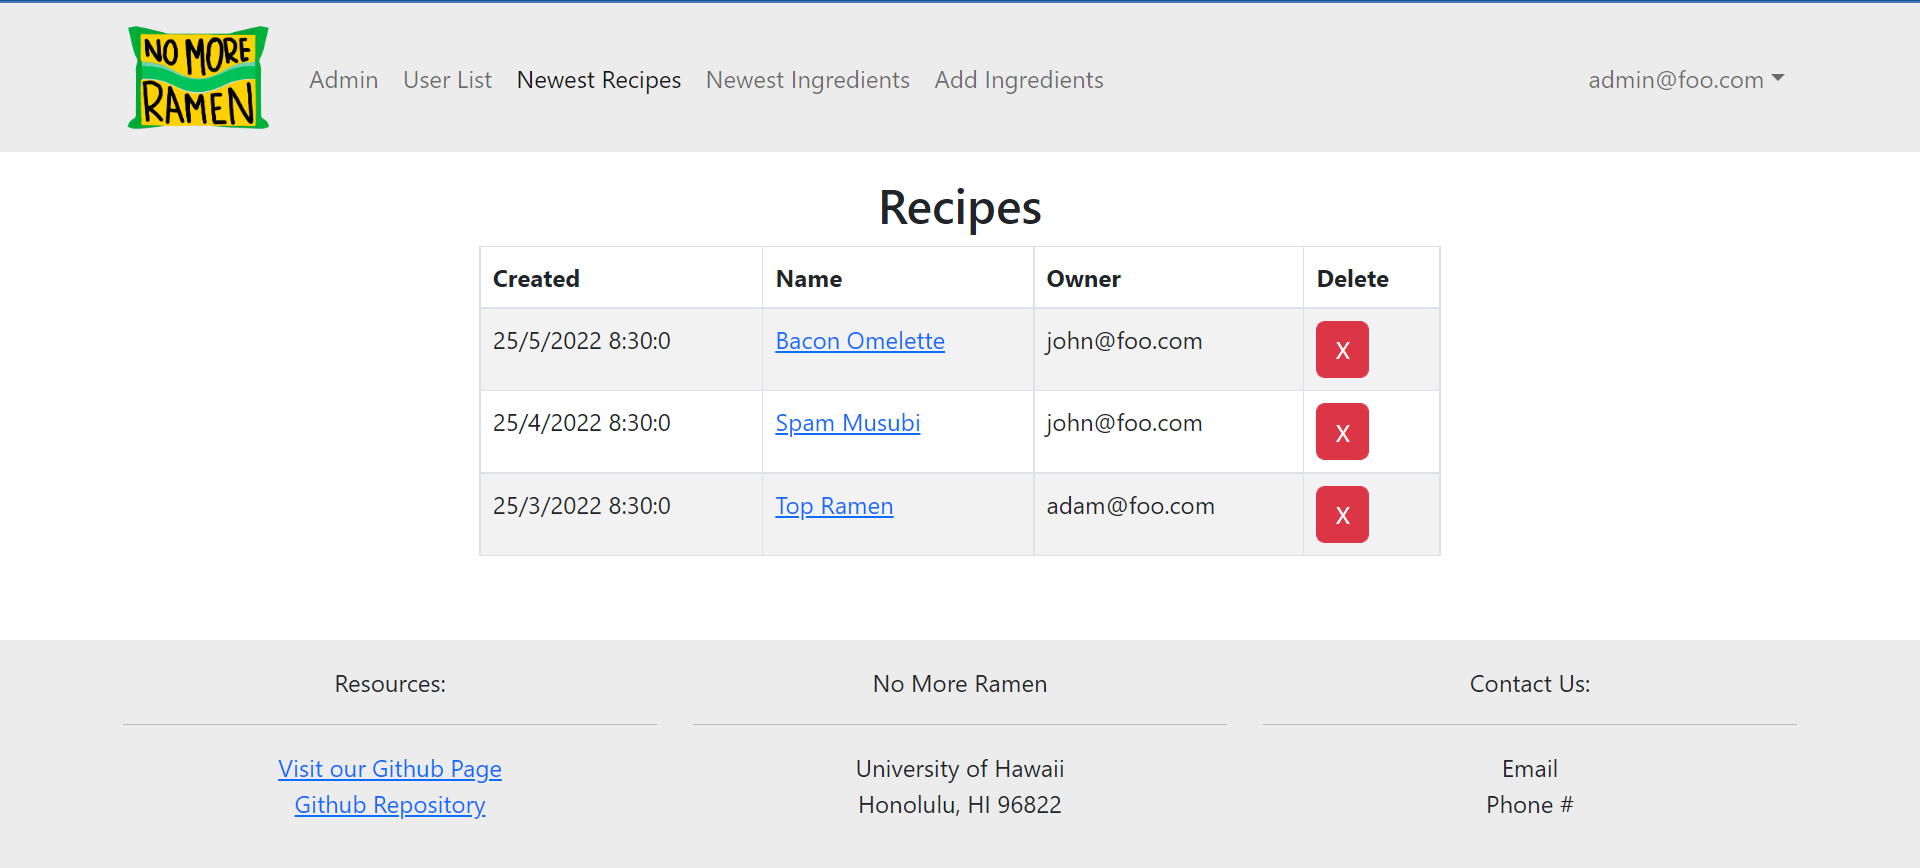 NO MORE
RAMEN
Admin User List Newest Recipes Newest Ingredients Add Ingredients admin@foo.com
Recipes
Created Name Owner Delete
25/5/2022 8:30:0 Bacon Omelette john@foo.com X
25/4/2022 8:30:0 Spam Musubi john@foo.com X
25/3/2022 8:30:0 Top Ramen adam@foo.com X
Resources: No More Ramen Contact Us:
Visit our Github Page University of Hawaii Email
Github Repository Honolulu, HI 96822 Phone #